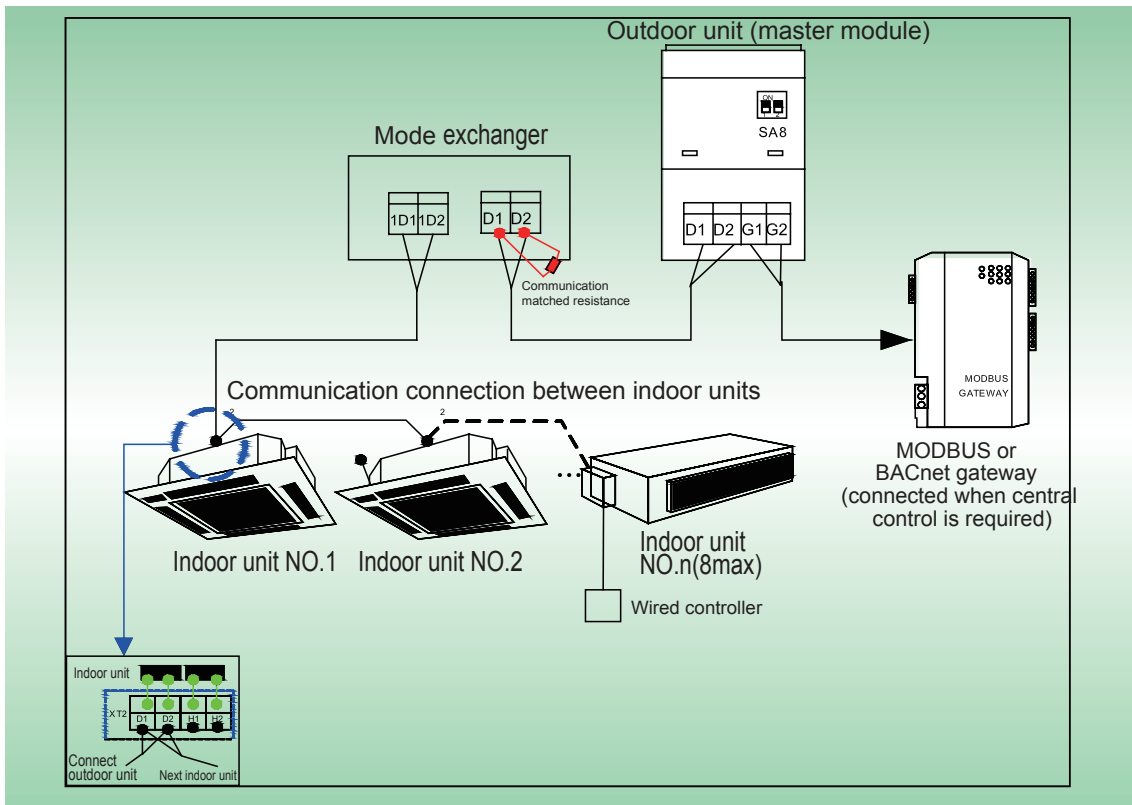 Outdoor unit (master module)
ON
1 2
SA8
Mode exchanger
1D1 1D2 D1 D2
D1 D2 G1 G2
Communication
matched resistance
MODBUS
GATEWAY
Communication connection between indoor units
2
2
MODBUS or
BACnet gateway
(connected when central
control is required)
Indoor unit NO.1
Indoor unit NO.2
Indoor unit
NO.n(8max)
Wired controller
Indoor unit
XT2
D1 D2 H1 H2
Connect
outdoor unit
Next indoor unit